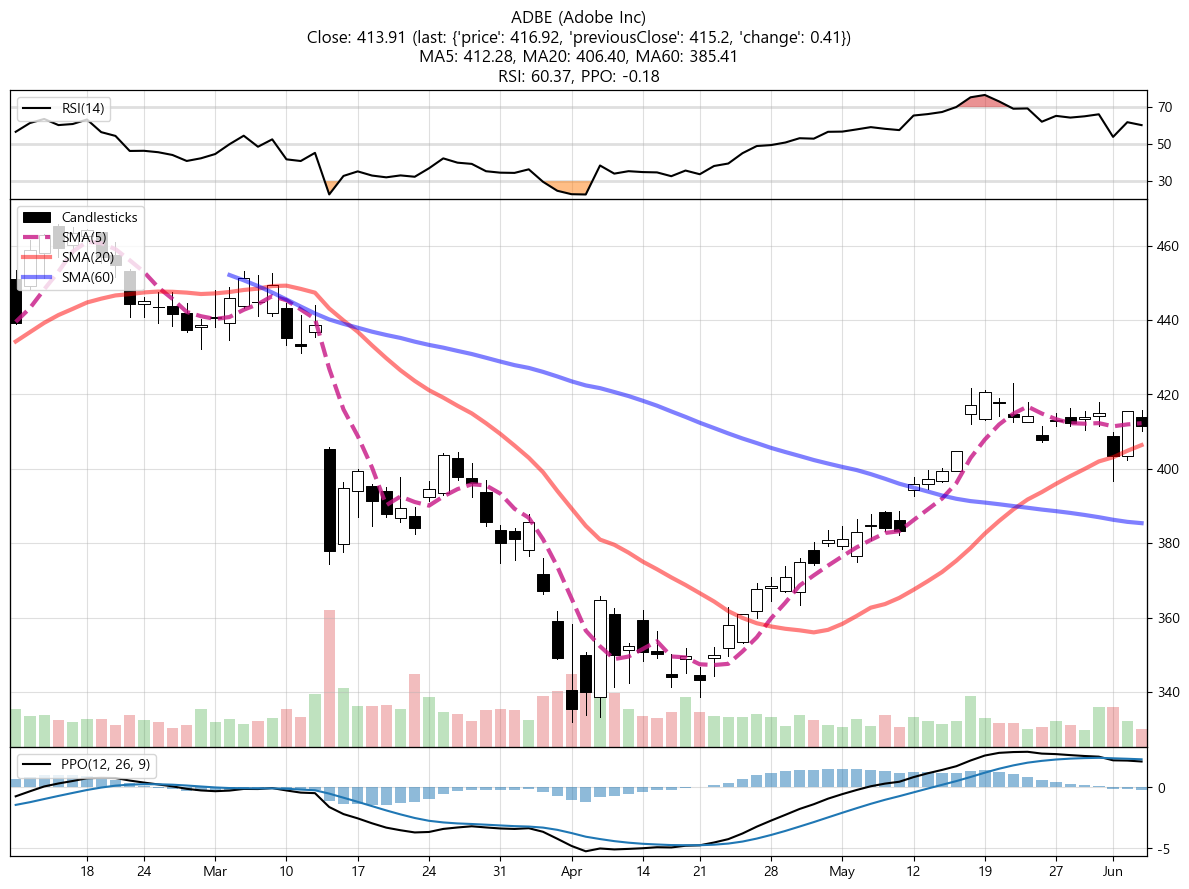 ADBE (Adobe Inc)
Close: 413.91 (last: {'price': 416.92, 'previousClose': 415.2, 'change': 0.41})
MA5: 412.28, MA20: 406.40, MA60: 385.41
RSI: 60.37, PPO: -0.18
RSI(14)
70
50
30
Candlesticks
SMA(5)
SMA(20)
SMA(60)
460
440
420
400
380
360
340
PPO(12, 26, 9)
0
-5
18 24 Mar 10 17 24 31 Apr 14 21 28 May 12 19 27 Jun